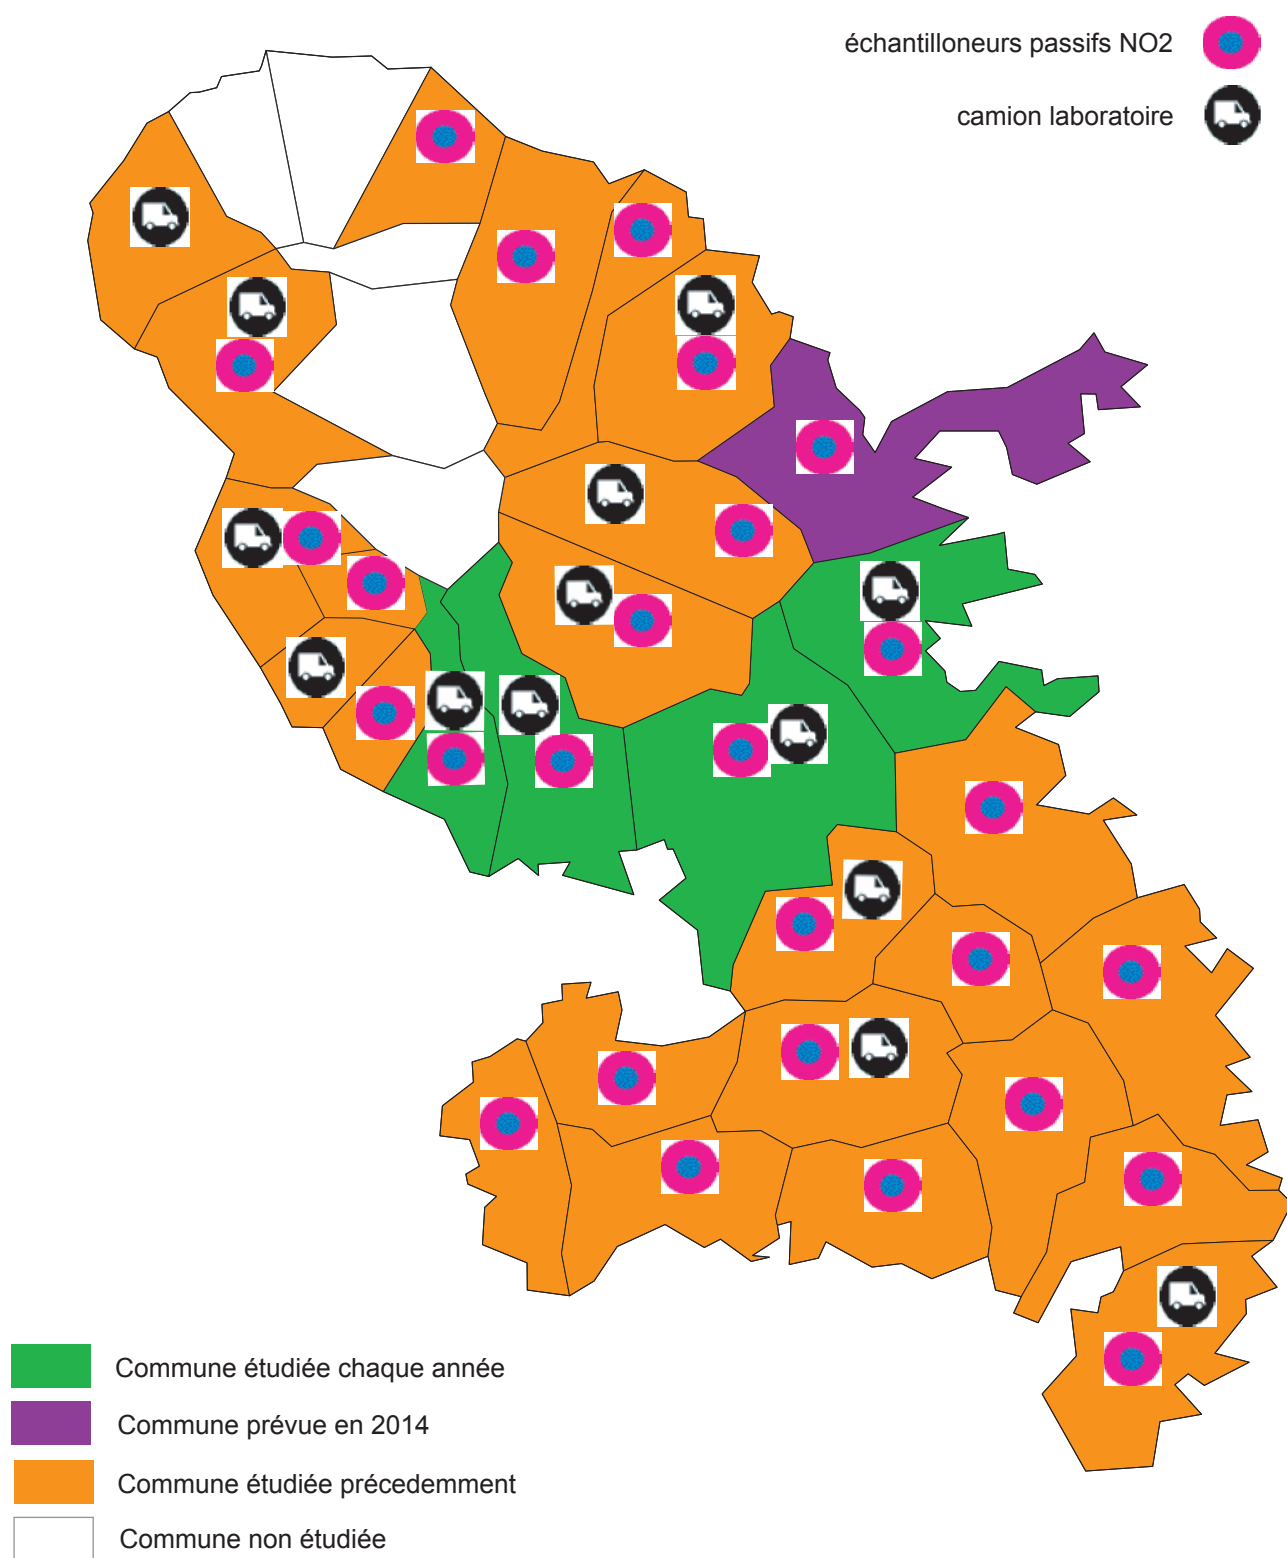 échantilloneurs passifs NO2
camion laboratoire
Commune étudiée chaque année
Commune prévue en 2014
Commune étudiée précedemment
Commune non étudiée